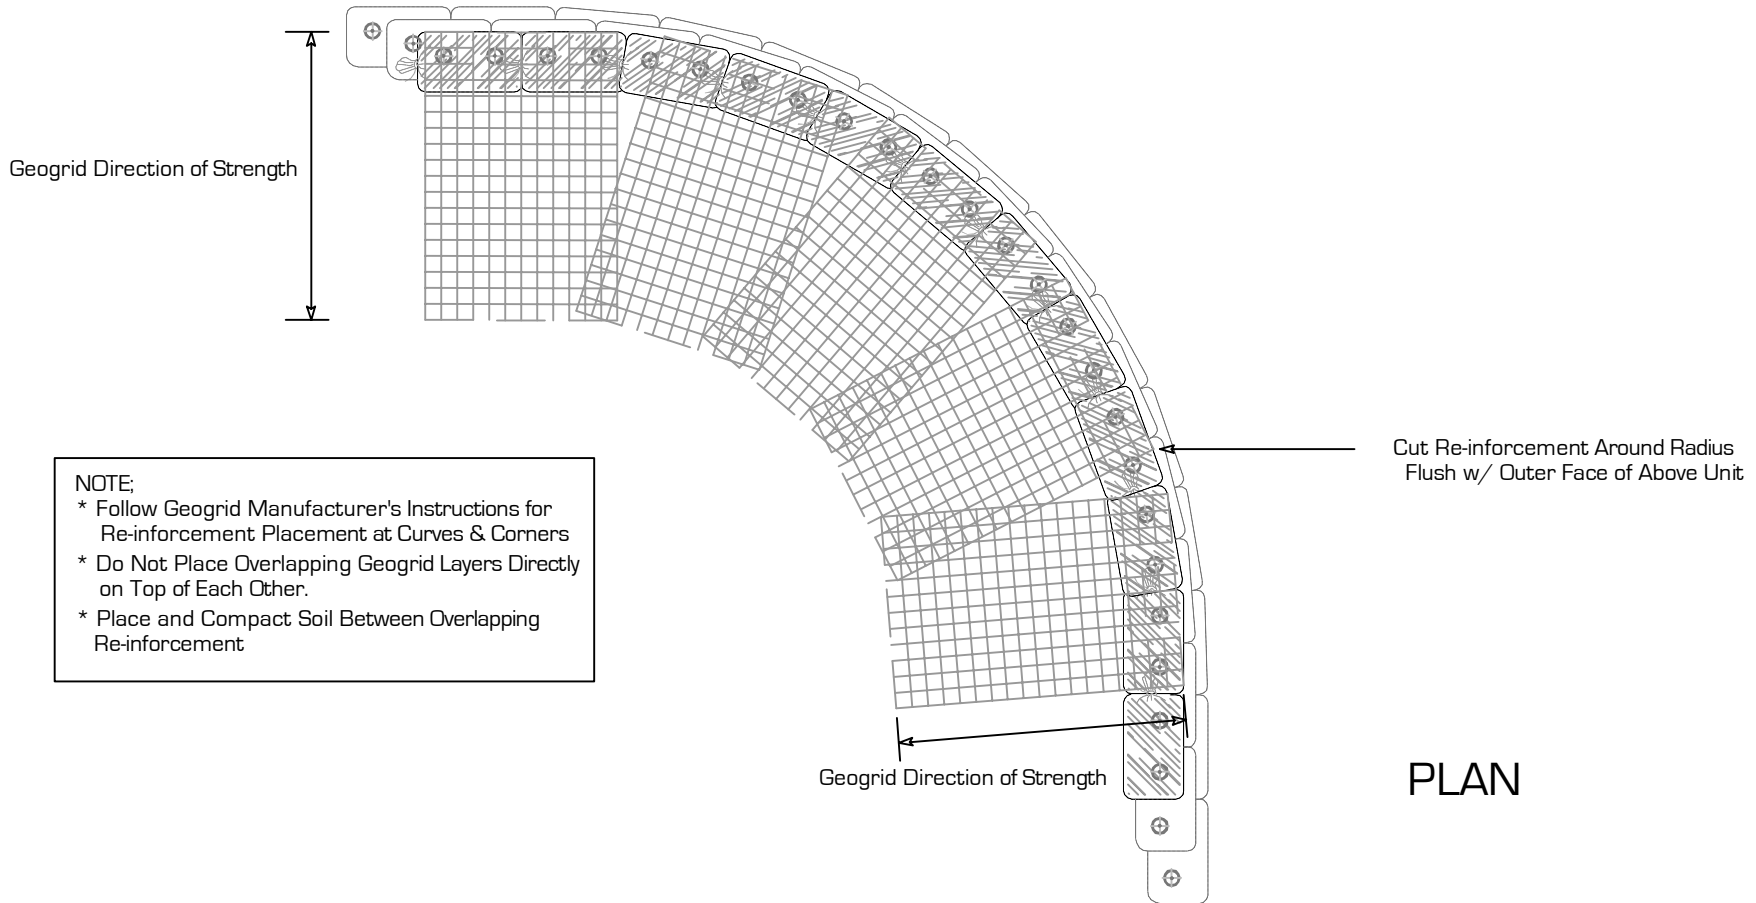 Geogrid Direction of Strength
Cut Re-inforcement Around Radius
Flush w/ Outer Face of Above Unit
NOTE;
* Follow Geogrid Manufacturer's Instructions for
Re-inforcement Placement at Curves & Corners
* Do Not Place Overlapping Geogrid Layers Directly
on Top of Each Other.
* Place and Compact Soil Between Overlapping
Re-inforcement
Geogrid Direction of Strength
PLAN